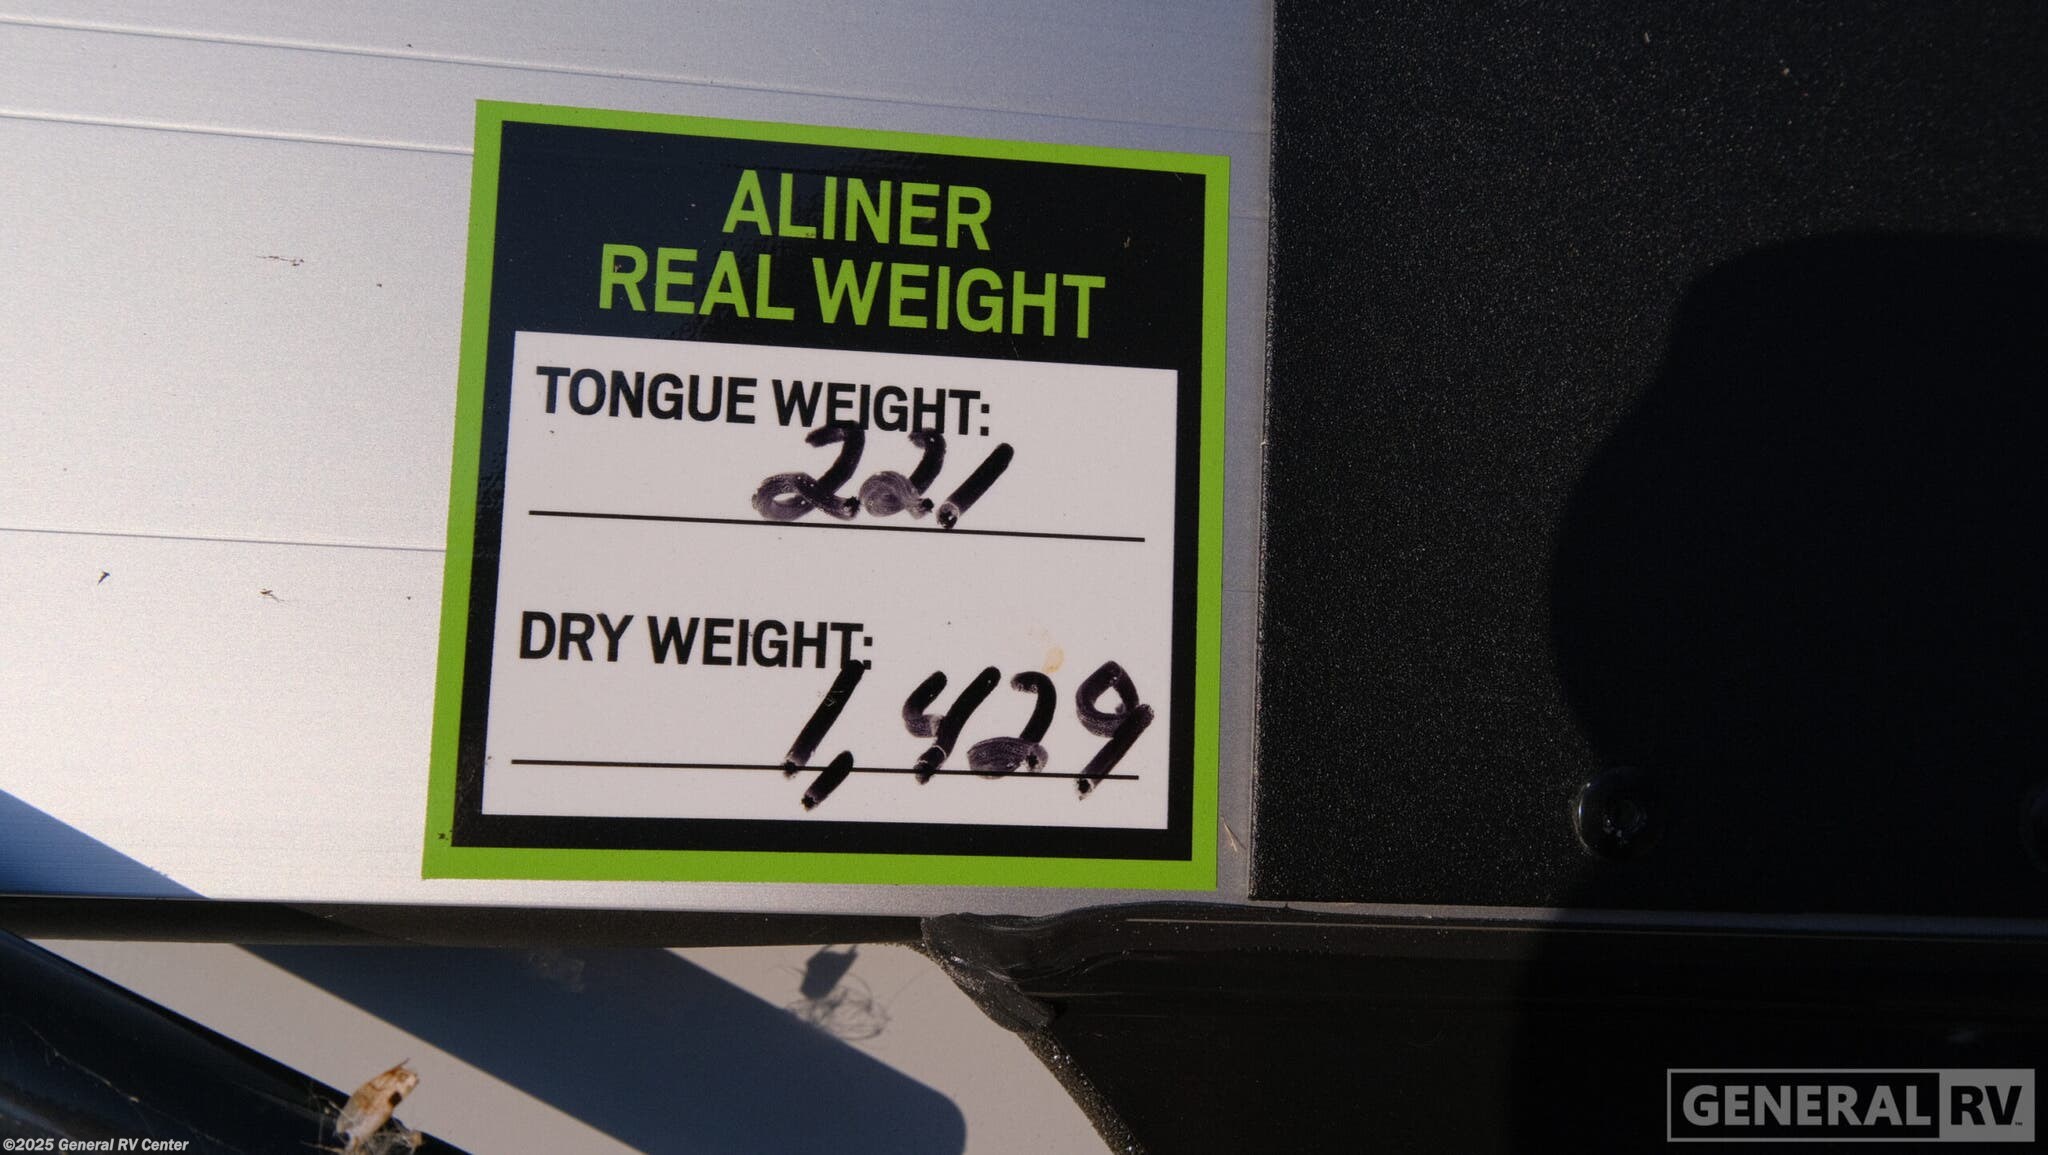 ALINER
REAL WEIGHT
TONGUE WEIGHT:
221
DRY WEIGHT:
1,429
GENERAL RV
©2025 General RV Center